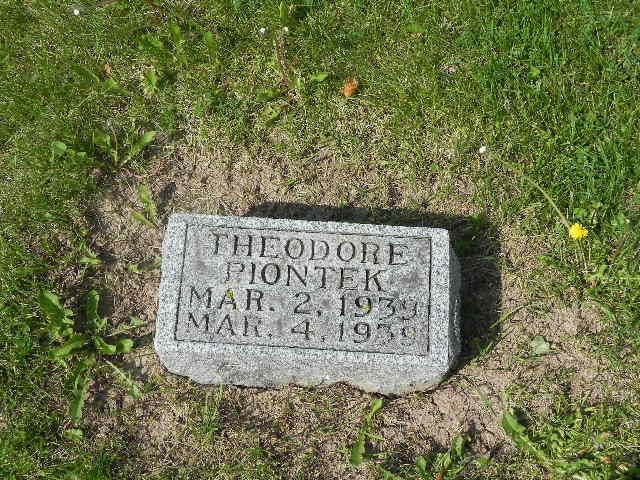 THEODORE
PIONTEK
MAR. 2, 1939
MAR. 4, 1939